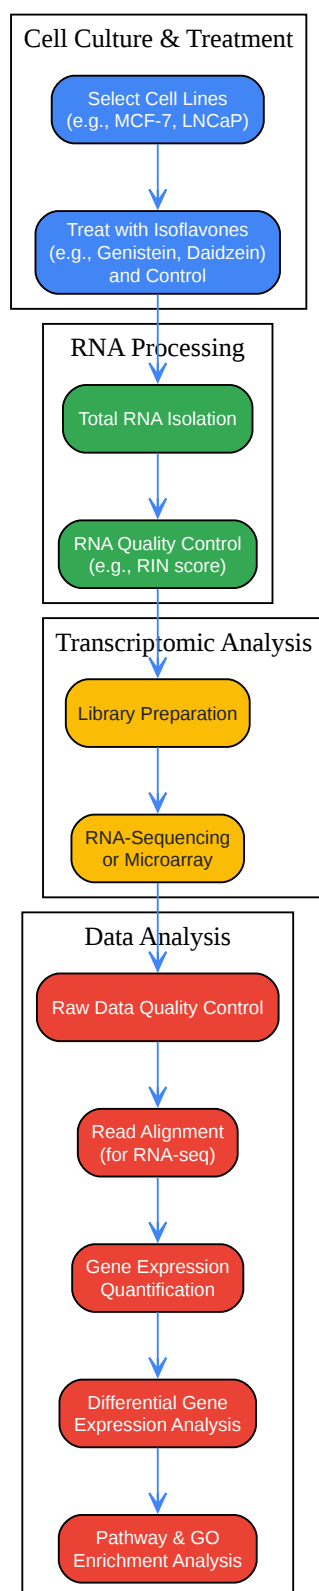 Cell Culture & Treatment
Select Cell Lines
(e.g., MCF-7, LNCaP)
Treat with Isoflavones
(e.g., Genistein, Daidzein)
and Control
RNA Processing
Total RNA Isolation
RNA Quality Control
(e.g., RIN score)
Transcriptomic Analysis
Library Preparation
RNA-Sequencing
or Microarray
Data Analysis
Raw Data Quality Control
Read Alignment
(for RNA-seq)
Gene Expression
Quantification
Differential Gene
Expression Analysis
Pathway & GO
Enrichment Analysis